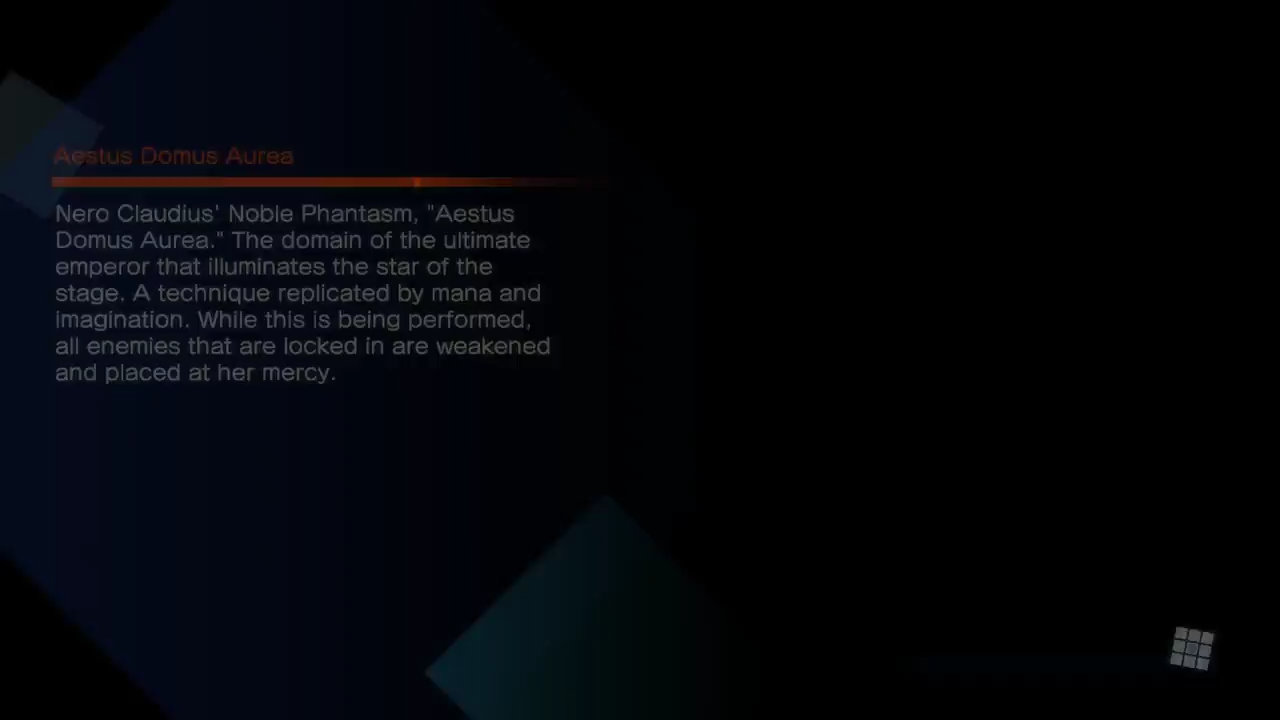 Aestus Domus Aurea
Nero Claudius' Noble Phantasm, "Aestus
Domus Aurea." The domain of the ultimate
emperor that illuminates the star of the
stage. A technique replicated by mana and
imagination. While this is being performed,
all enemies that are locked in are weakened
and placed at her mercy.